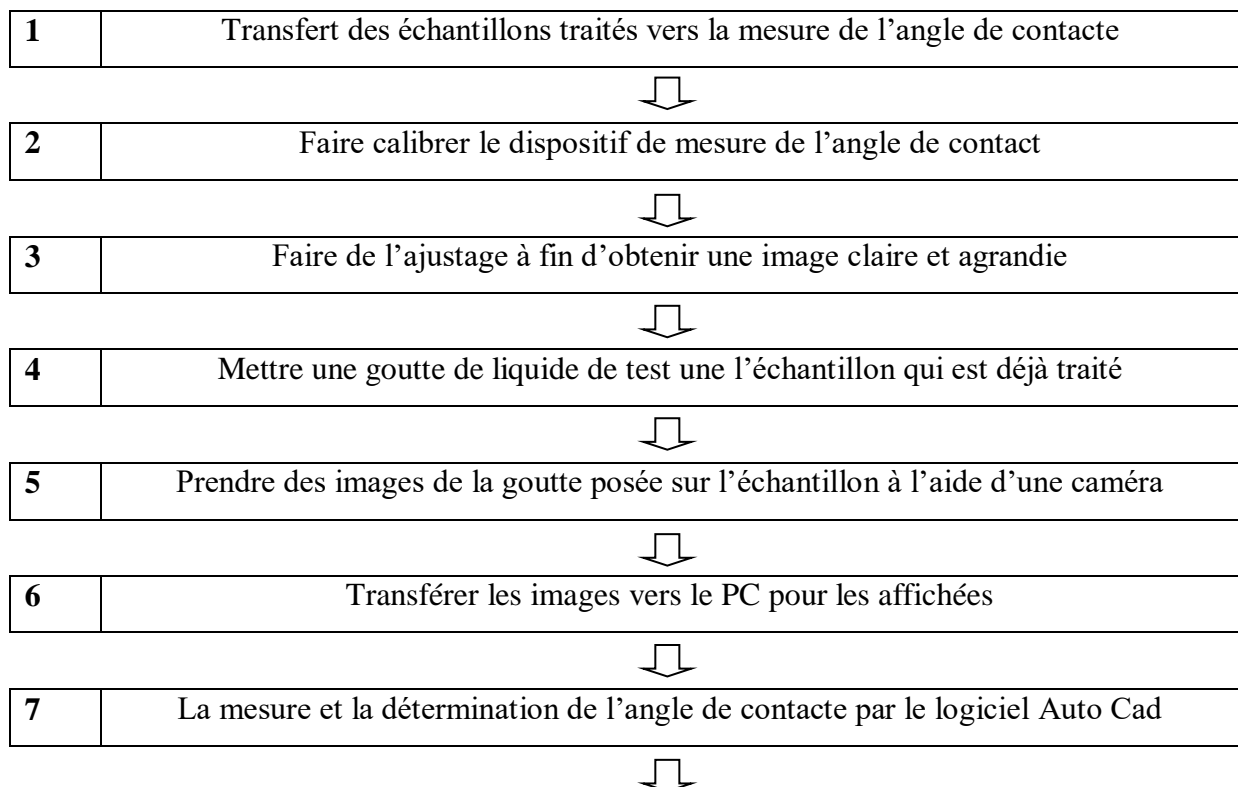 1 Transfert des échantillons traités vers la mesure de l’angle de contacte
2 Faire calibrer le dispositif de mesure de l’angle de contact
3 Faire de l’ajustage à fin d’obtenir une image claire et agrandie
4 Mettre une goutte de liquide de test une l’échantillon qui est déjà traité
5 Prendre des images de la goutte posée sur l’échantillon à l’aide d’une caméra
6 Transférer les images vers le PC pour les affichées
7 La mesure et la détermination de l’angle de contacte par le logiciel Auto Cad